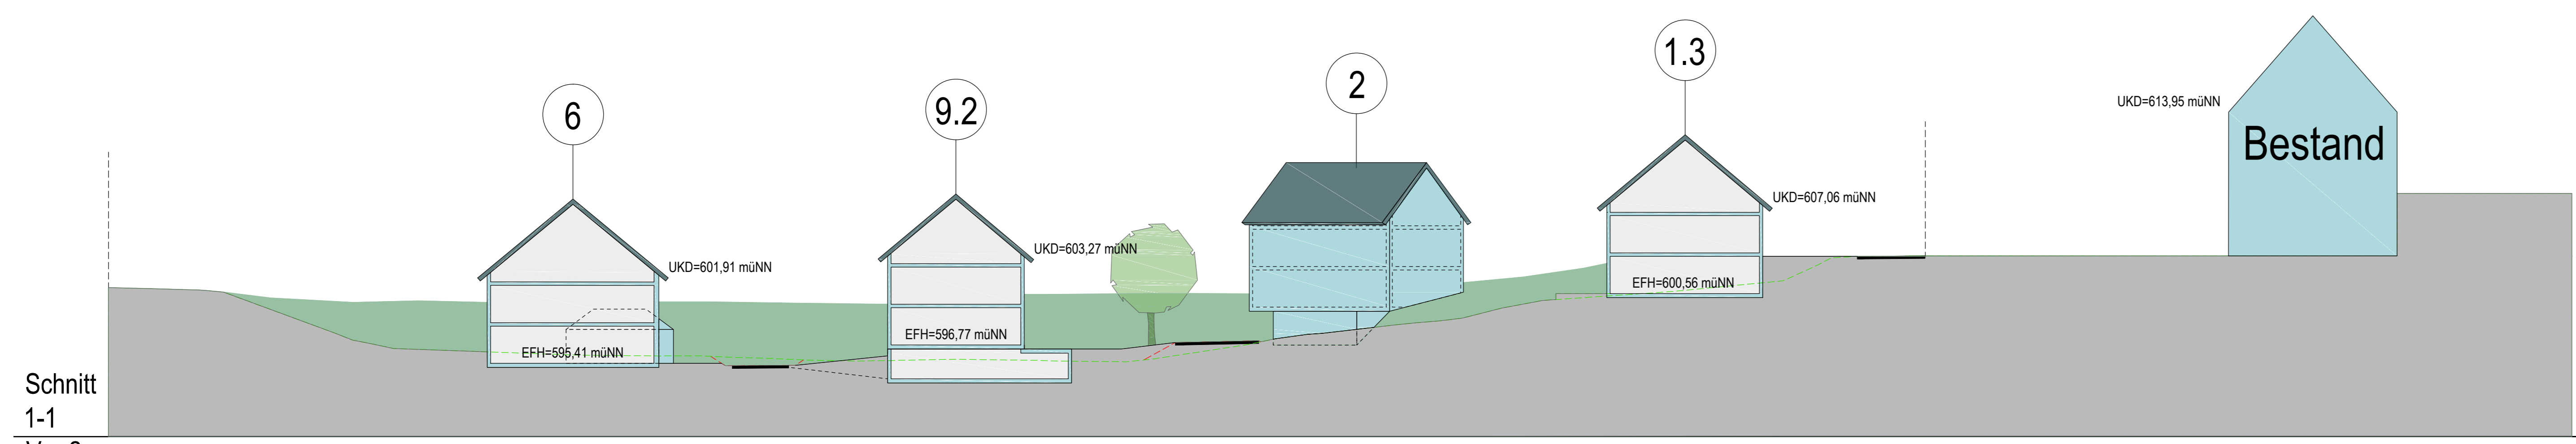 6
9.2
2
1.3
UKD=613,95 müNN
Bestand
UKD=607,06 müNN
UKD=603,27 müNN
UKD=601,91 müNN
EFH=600,56 müNN
EFH=596,77 müNN
EFH=595,41 müNN
Schnitt
1-1